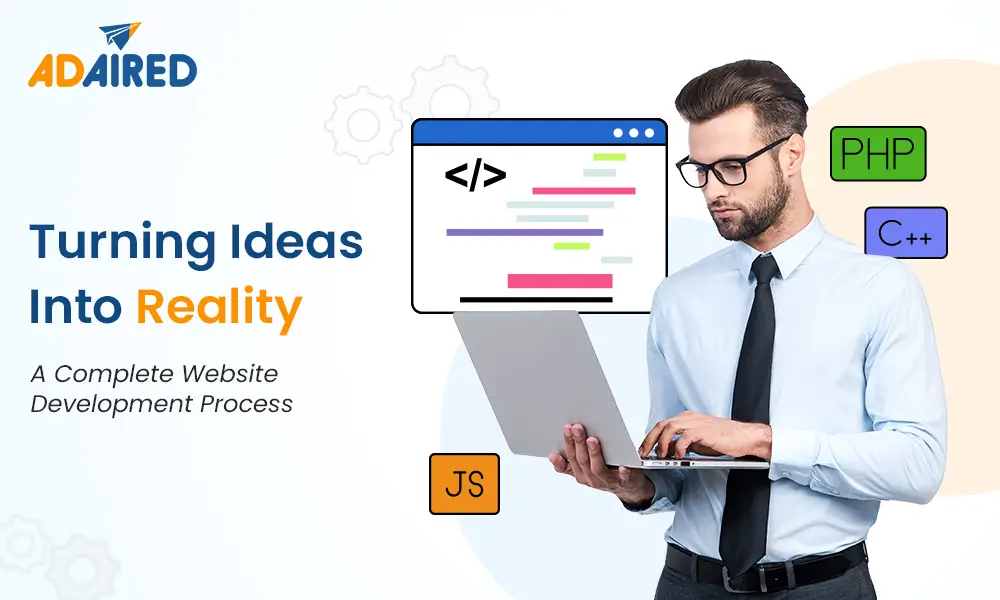 ADAIRED
Turning Ideas
Into Reality
A Complete Website
Development Process
</>
PHP
C++
JS